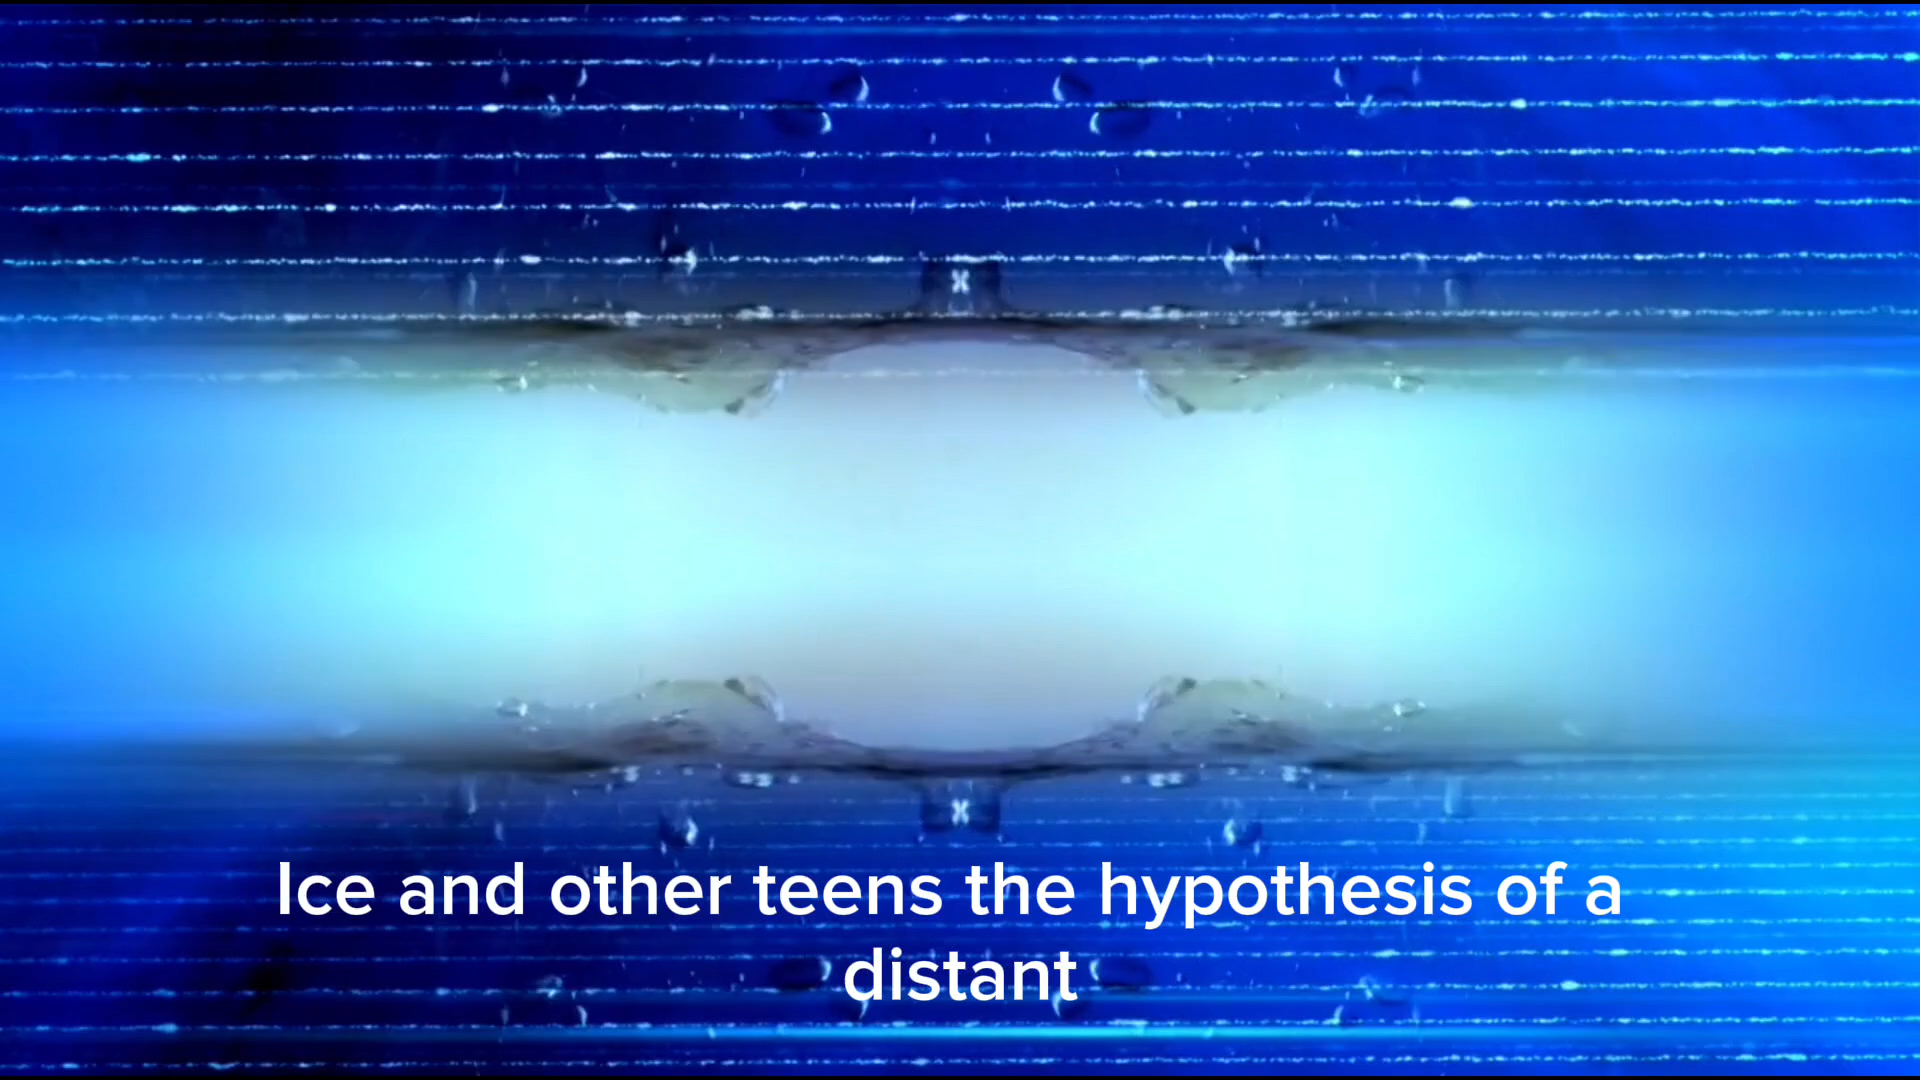 Ice and other teens the hypothesis of a
distant